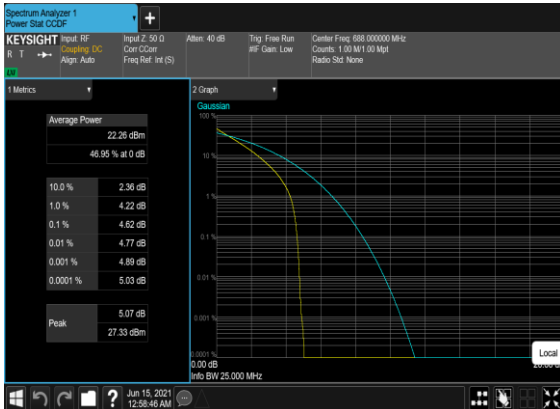 Spectrum Analyzer 1
Power Stat CCDF
KEYSIGHT
R T
Input: RF
Coupling: DC
Align: Auto
Input Z: 50 Ω
Corr CCorr
Freq Ref: Int (S)
Atten: 40 dB
Trig: Free Run
#IF Gain: Low
Center Freq: 688.000000 MHz
Counts: 1.00 M/1.00 Mpt
Radio Std: None
1 Metrics
Average Power
22.26 dBm
46.95 % at 0 dB
10.0 % 2.36 dB
1.0 % 4.22 dB
0.1 % 4.62 dB
0.01 % 4.77 dB
0.001 % 4.89 dB
0.0001 % 5.03 dB
Peak
5.07 dB
27.33 dBm
2 Graph
Gaussian
100 %
10 %
1 %
0.1 %
0.01 %
0.001 %
0.0001 %
0.00 dB
Info BW 25.000 MHz
Local
Jun 15, 2021
12:58:46 AM